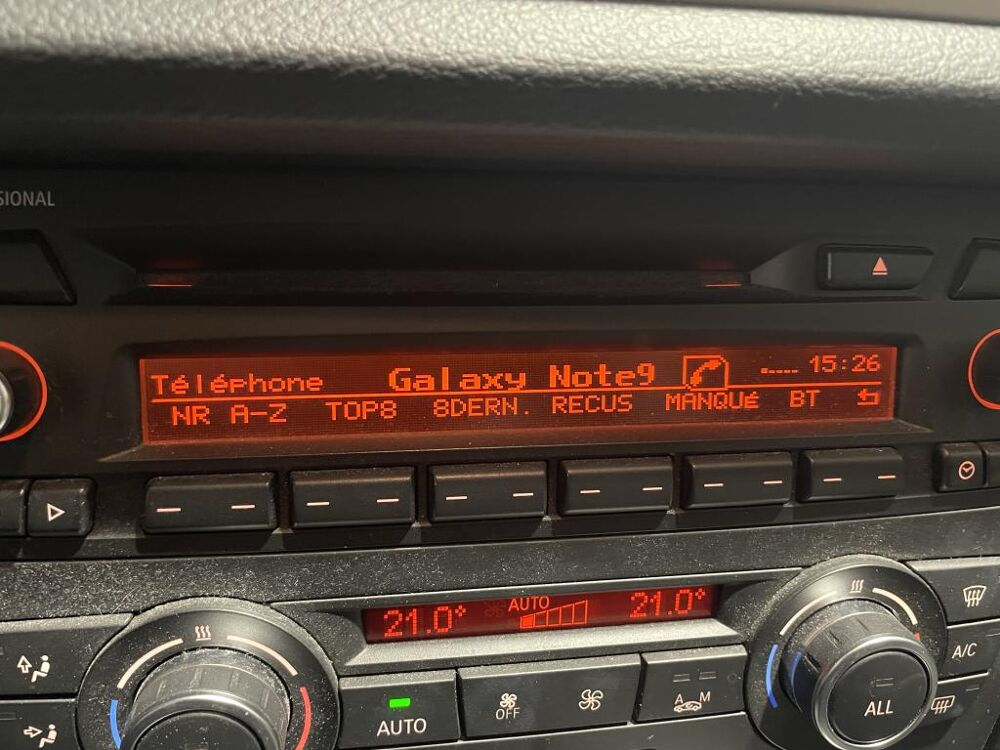 SIONAL
Téléphone Galaxy Note9 15:26
NR A-Z TOP8 8DERN. RECUS MANQUé BT
21.0° AUTO 21.0°
AUTO
OFF
A M
A/C
ALL